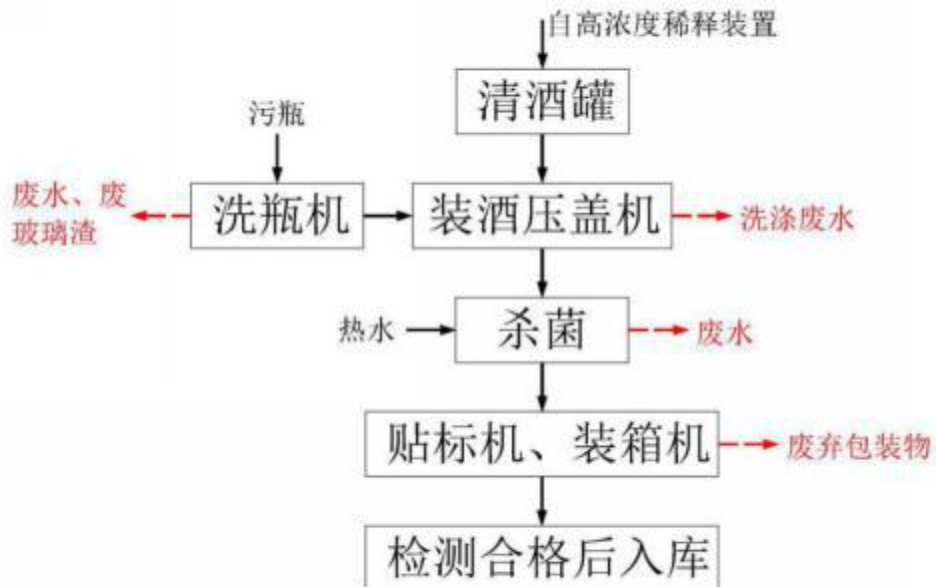 自高浓度稀释装置
清酒罐
污瓶
废水、废
玻璃渣
洗瓶机
装酒压盖机
洗涤废水
热水
杀菌
废水
贴标机、装箱机
废弃包装物
检测合格后入库